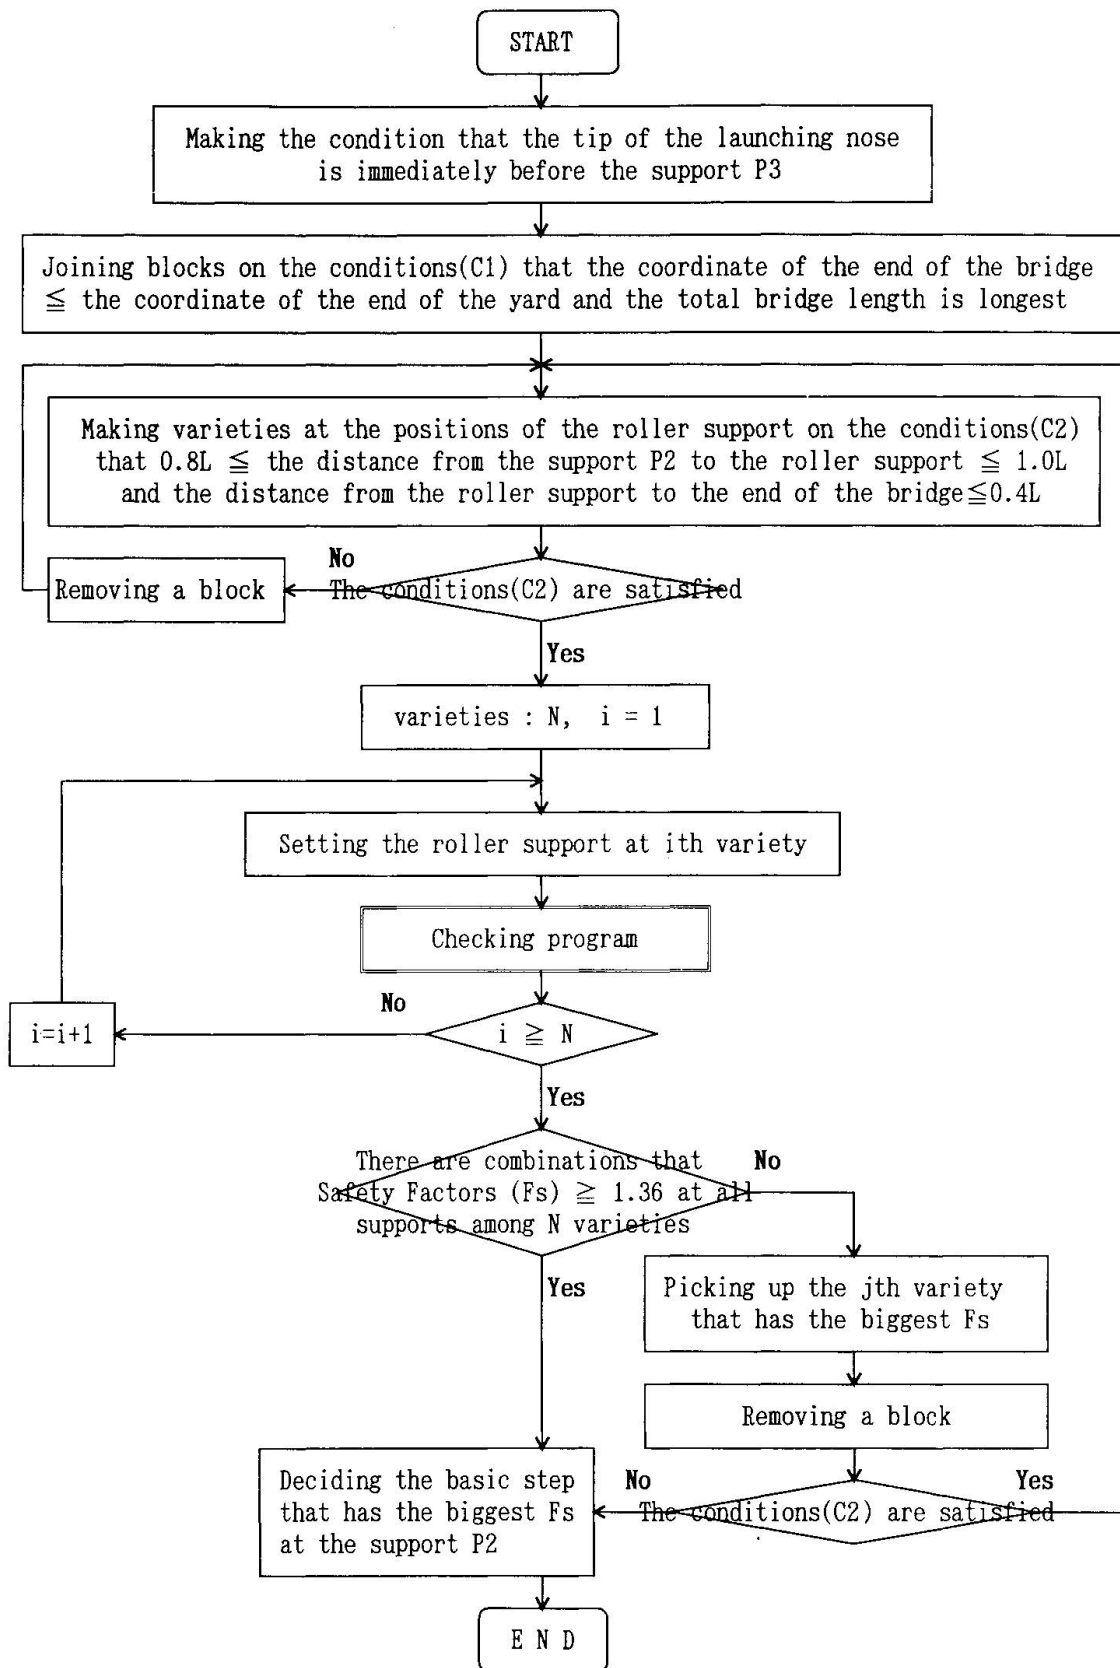 START
Making the condition that the tip of the launching nose
is immediately before the support P3
Joining blocks on the conditions(C1) that the coordinate of the end of the bridge
≦ the coordinate of the end of the yard and the total bridge length is longest
Making varieties at the positions of the roller support on the conditions(C2)
that 0.8L ≦ the distance from the support P2 to the roller support ≦ 1.0L
and the distance from the roller support to the end of the bridge≦0.4L
No
Removing a block
The conditions(C2) are satisfied
Yes
varieties : N, i = 1
Setting the roller support at ith variety
Checking program
No
i=i+1
i ≧ N
Yes
There are combinations that
Safety Factors (Fs) ≧ 1.36 at all
supports among N varieties
No
Yes
Picking up the jth variety
that has the biggest Fs
Removing a block
Deciding the basic step
that has the biggest Fs
at the support P2
No
The conditions(C2) are satisfied
Yes
E N D